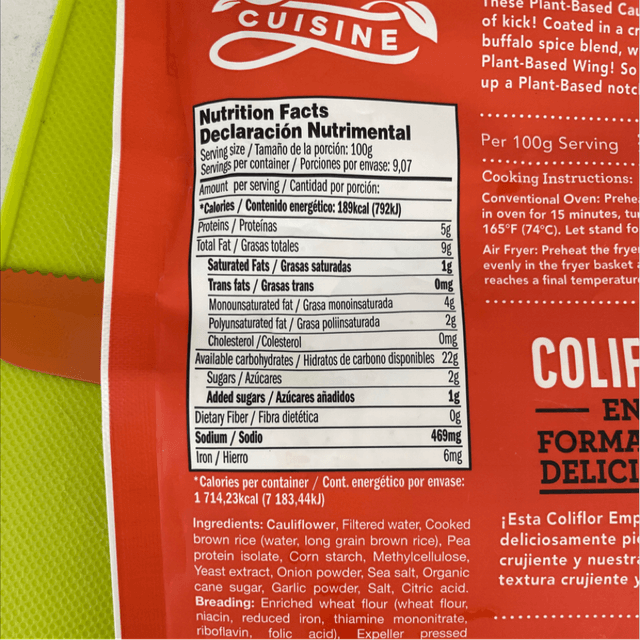 CUISINE
Nutrition Facts
Declaración Nutrimental
Serving size / Tamaño de la porción: 100g
Servings per container / Porciones por envase: 9,07
Amount per serving / Cantidad por porción:
*Calories / Contenido energético: 189kcal (792kJ)
Proteins / Proteínas 5g
Total Fat / Grasas totales 9g
Saturated Fats / Grasas saturadas 1g
Trans fats / Grasas trans 0mg
Monounsaturated fat / Grasa monoinsaturada 4g
Polyunsaturated fat / Grasa poliinsaturada 2g
Cholesterol /Colesterol 0mg
Available carbohydrates / Hidratos de carbono disponibles 22g
Sugars / Azúcares 2g
Added sugars / Azúcares añadidos 1g
Dietary Fiber / Fibra dietética 0g
Sodium / Sodio 469mg
Iron / Hierro 6mg
*Calories per container / Cont. energético por envase:
1 714,23kcal (7 183,44kJ)
Ingredients: Cauliflower, Filtered water, Cooked
brown rice (water, long grain brown rice), Pea
protein isolate, Corn starch, Methylcellulose,
Yeast extract, Onion powder, Sea salt, Organic
cane sugar, Garlic powder, Salt, Citric acid.
Breading: Enriched wheat flour (wheat flour,
niacin, reduced iron, thiamine mononitrate,
riboflavin, folic acid), Expeller pressed
These Plant-Based Cau
of kick! Coated in a cr
buffalo spice blend, w
Plant-Based Wing! So
up a Plant-Based notc
Per 100g Serving
Cooking Instructions:
Conventional Oven: Prehe
in oven for 15 minutes, tu
165°F (74°C). Let stand fo
Air Fryer: Preheat the frye
evenly in the fryer basket
reaches a final temperatur
COLIF
EN
FORMA
DELICI
¡Esta Coliflor Emp
deliciosamente pi
crujiente y nuestr
textura crujiente y